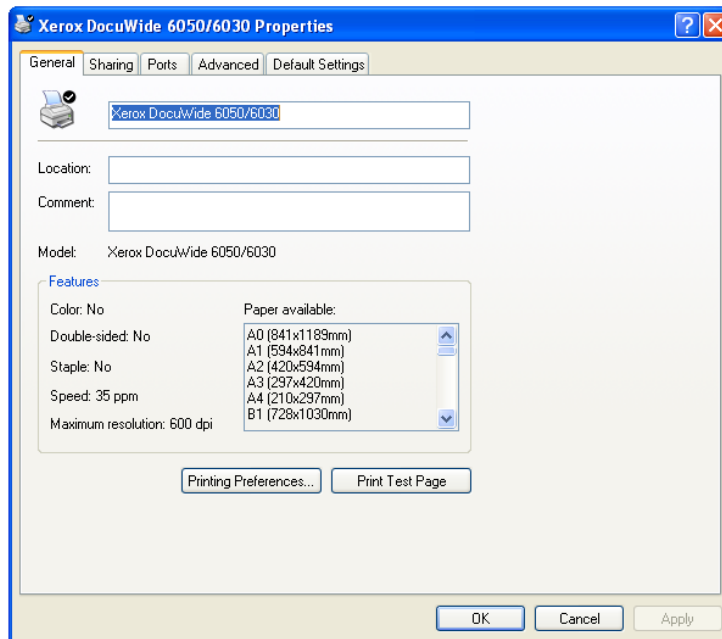 Xerox DocuWide 6050/6030 Properties
General Sharing Ports Advanced Default Settings
Xerox DocuWide 6050/6030
Location:
Comment:
Model: Xerox DocuWide 6050/6030
Features
Color: No
Double-sided: No
Staple: No
Speed: 35 ppm
Maximum resolution: 600 dpi
Paper available:
A0 (841x1189mm)
A1 (594x841mm)
A2 (420x594mm)
A3 (297x420mm)
A4 (210x297mm)
B1 (728x1030mm)
Printing Preferences... Print Test Page
OK Cancel Apply